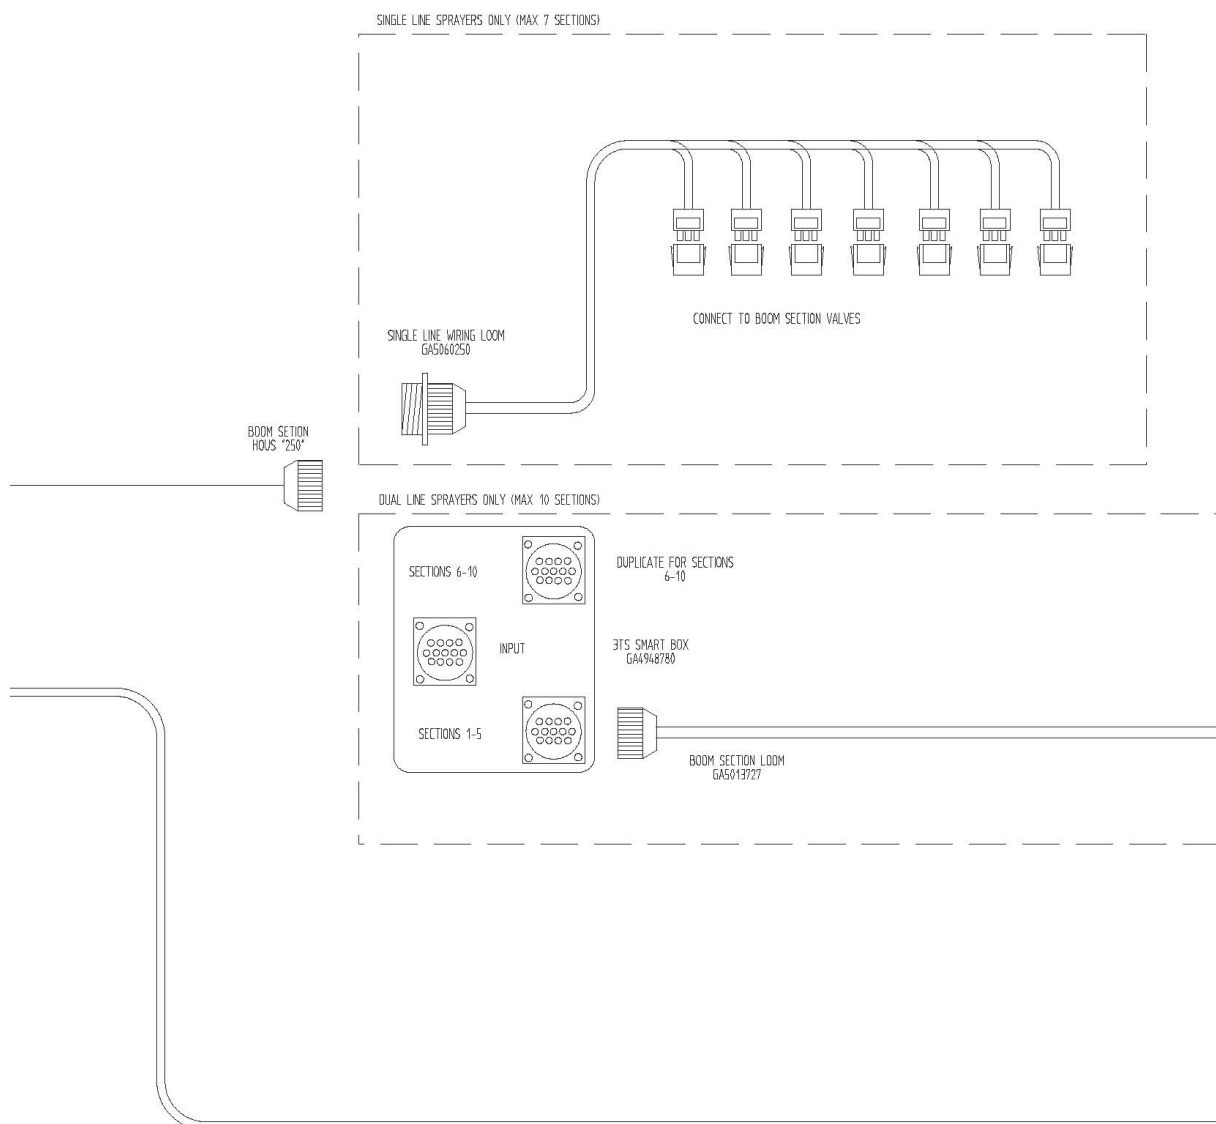 SINGLE LINE SPRAYERS ONLY (MAX 7 SECTIONS)
CONNECT TO BOOM SECTION VALVES
SINGLE LINE WIRING LOOM
GA5060250
BOOM SETION
HOUS "250"
DUAL LINE SPRAYERS ONLY (MAX 10 SECTIONS)
SECTIONS 6-10
DUPLICATE FOR SECTIONS
6-10
INPUT
3TS SMART BOX
GA4948780
SECTIONS 1-5
BOOM SECTION LOOM
GA5013727